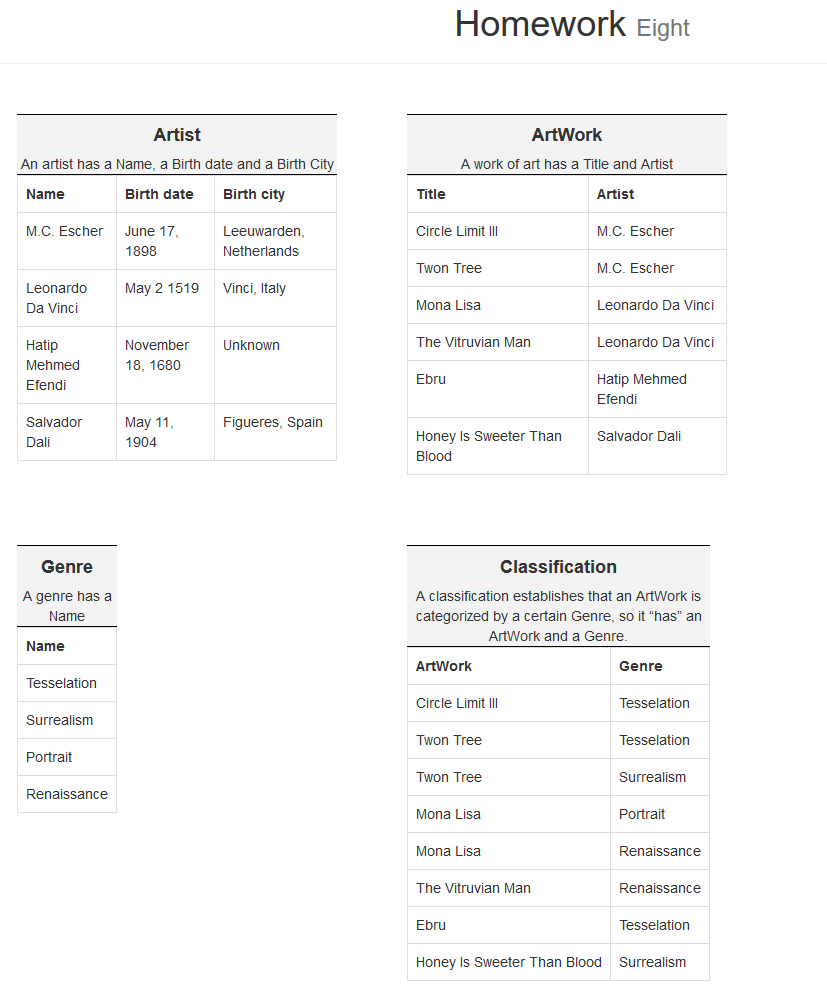 Homework Eight
Artist
An artist has a Name, a Birth date and a Birth City
Name Birth date Birth city
M.C. Escher June 17, Leeuwarden,
1898 Netherlands
Leonardo May 2 1519 Vinci, Italy
Da Vinci
Hatip November Unknown
Mehmed 18, 1680
Efendi
Salvador May 11, Figueres, Spain
Dali 1904
ArtWork
A work of art has a Title and Artist
Title Artist
Circle Limit III M.C. Escher
Twon Tree M.C. Escher
Mona Lisa Leonardo Da Vinci
The Vitruvian Man Leonardo Da Vinci
Ebru Hatip Mehmed
Efendi
Honey Is Sweeter Than Salvador Dali
Blood
Genre
A genre has a
Name
Name
Tesselation
Surrealism
Portrait
Renaissance
Classification
A classification establishes that an ArtWork is
categorized by a certain Genre, so it “has” an
ArtWork and a Genre.
ArtWork Genre
Circle Limit III Tesselation
Twon Tree Tesselation
Twon Tree Surrealism
Mona Lisa Portrait
Mona Lisa Renaissance
The Vitruvian Man Renaissance
Ebru Tesselation
Honey Is Sweeter Than Blood Surrealism